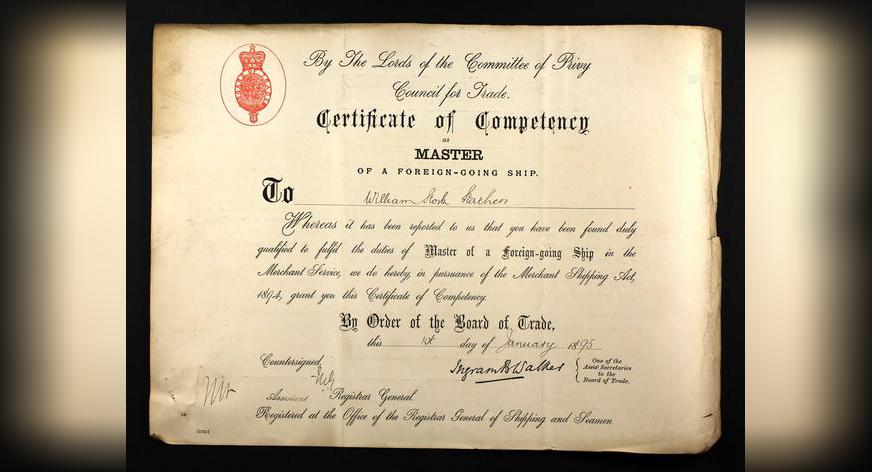 By The Lords of the Committee of Privy
Council for Trade.
Certificate of Competency
as
MASTER
OF A FOREIGN-GOING SHIP.
To William
Whereas it has been reported to us that you have been found duly
qualified to fulfil the duties of Master of a Foreign-going Ship in the
Merchant Service, we do hereby, in pursuance of the Merchant Shipping Act,
1894, grant you this Certificate of Competency.
By Order of the Board of Trade,
this 1st day of January 1895
Countersigned,
Ingram B Walker
One of the
Assist Secretaries
to the
Board of Trade.
Assistant Registrar General.
Registered at the Office of the Registrar General of Shipping and Seamen.